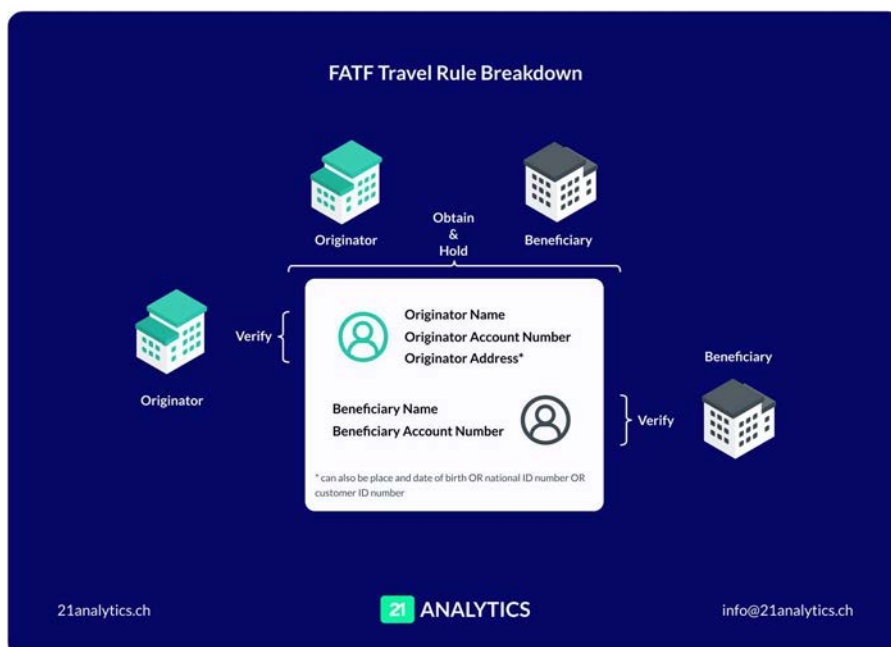 FATF Travel Rule Breakdown
Originator
Obtain
&
Hold
Beneficiary
Originator
Verify
Originator Name
Originator Account Number
Originator Address*
Beneficiary Name
Beneficiary Account Number
Beneficiary
Verify
* can also be place and date of birth OR national ID number OR
customer ID number
21analytics.ch
21 ANALYTICS
info@21analytics.ch